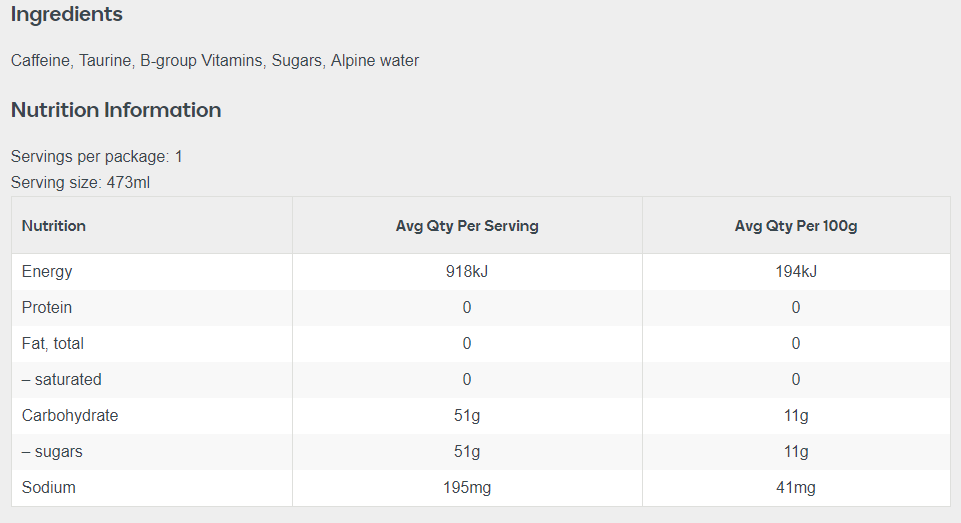 Ingredients
Caffeine, Taurine, B-group Vitamins, Sugars, Alpine water
Nutrition Information
Servings per package: 1
Serving size: 473ml
Nutrition Avg Qty Per Serving Avg Qty Per 100g
Energy 918kJ 194kJ
Protein 0 0
Fat, total 0 0
– saturated 0 0
Carbohydrate 51g 11g
– sugars 51g 11g
Sodium 195mg 41mg